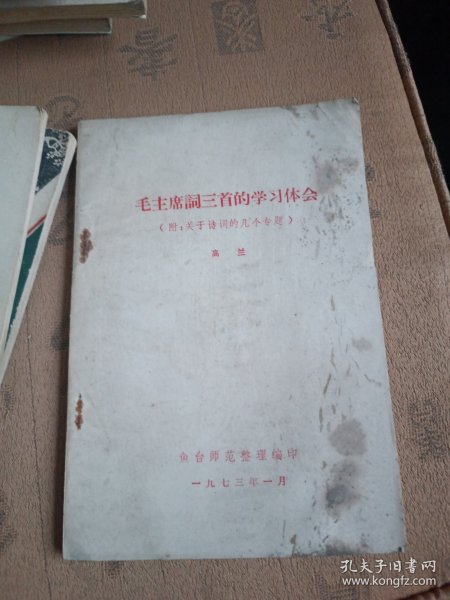 毛主席詞三首的学习体会
（附：关于诗词的几个专题）
高兰
鱼台师范整理编印
一九七三年一月
孔夫子旧书网
www.kongfz.com